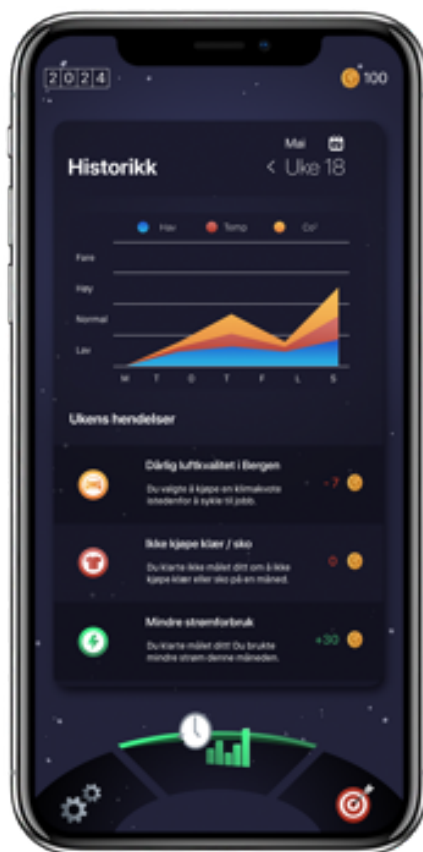 2024
100
Mai
Historikk
< Uke 18
Hav Temp Co²
Fare
Høy
Normal
Lav
M T O T F L S
Ukens hendelser
Dårlig luftkvalitet i Bergen
Du valgte å kjøpe en klimakvote
istedenfor å sykle til jobb.
-7
Ikke kjøpe klær / sko
Du klarte ikke målet ditt om å ikke
kjøpe klær eller sko på en måned.
0
Mindre strømforbruk
Du klarte målet ditt! Du brukte
mindre strøm denne måneden.
+30